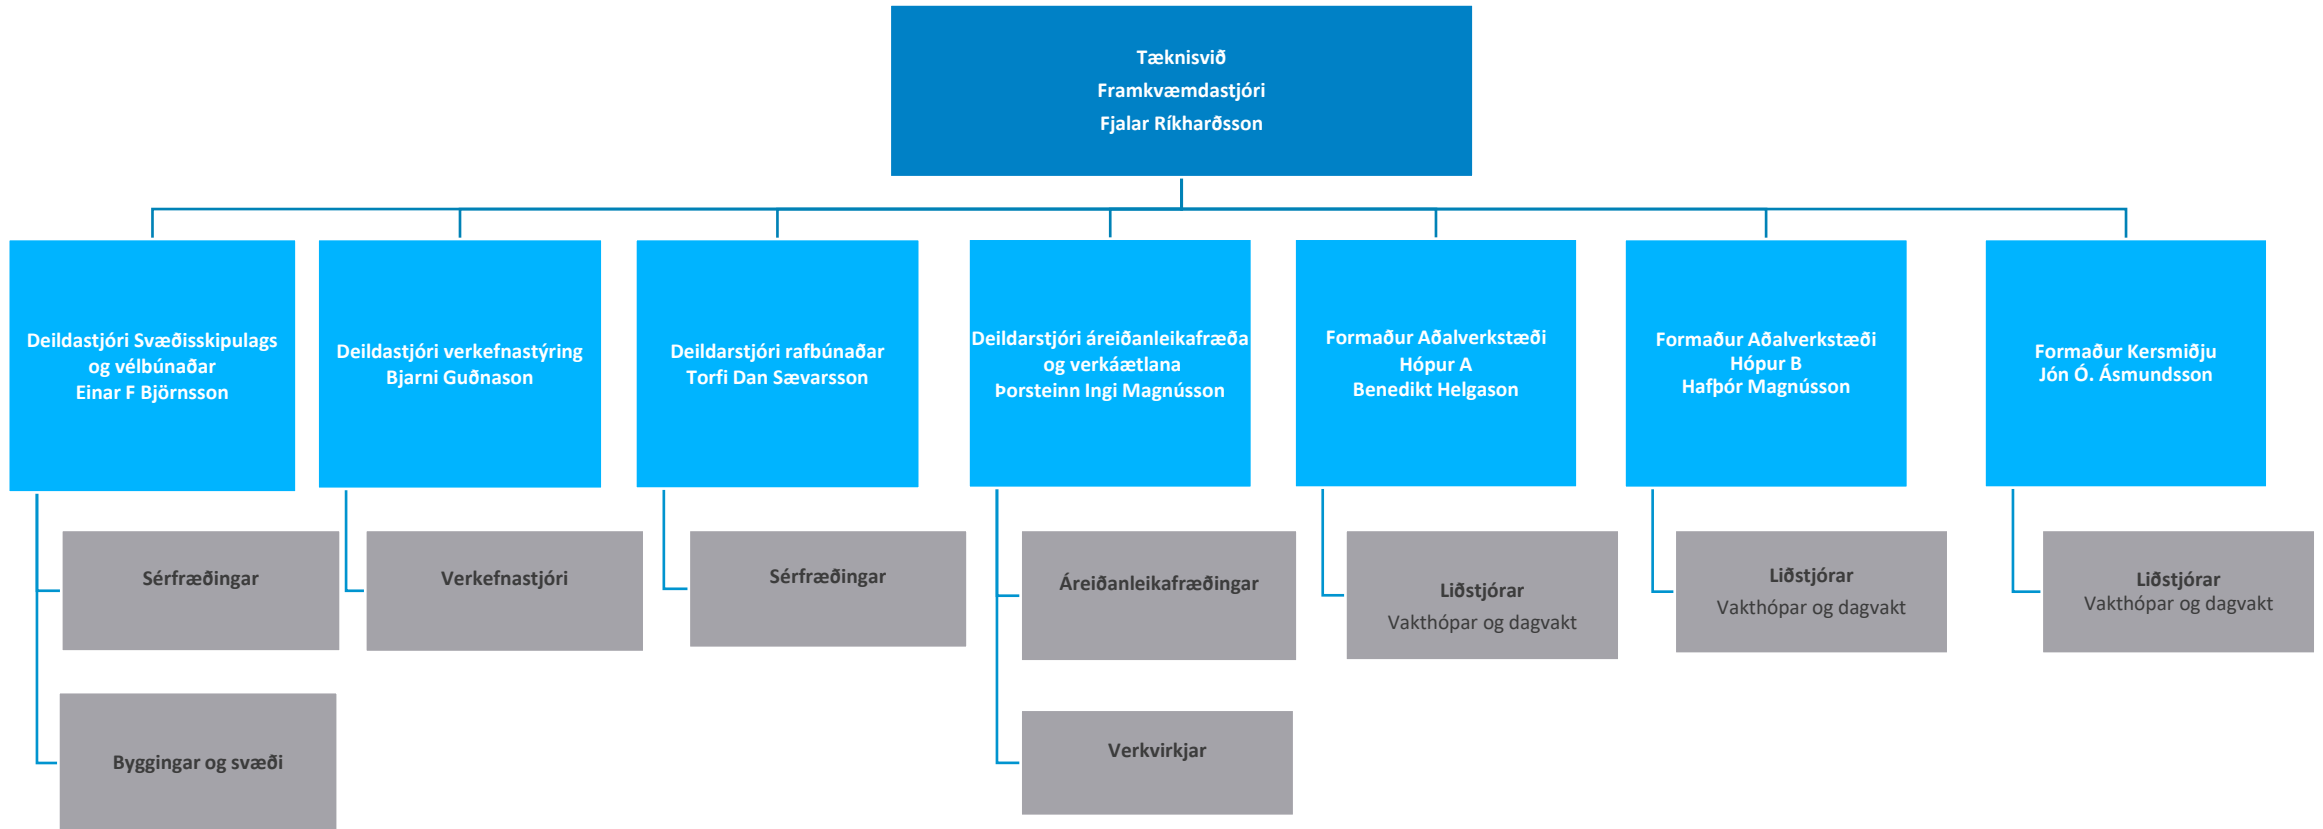 Tæknisvið
Framkvæmdastjóri
Fjalar Ríkharðsson
Deildastjóri Svæðisskipulags
og vélbúnaðar
Einar F Björnsson
Deildastjóri verkefnastýring
Bjarni Guðnason
Deildarstjóri rafbúnaðar
Torfi Dan Sævarsson
Deildarstjóri áreiðanleikafræða
og verkáætlana
Þorsteinn Ingi Magnússon
Formaður Aðalverkstæði
Hópur A
Benedikt Helgason
Formaður Aðalverkstæði
Hópur B
Hafþór Magnússon
Formaður Kersmiðju
Jón Ó. Ásmundsson
Sérfræðingar
Verkefnastjóri
Sérfræðingar
Áreiðanleikafræðingar
Liðstjórar
Vakthópar og dagvakt
Liðstjórar
Vakthópar og dagvakt
Liðstjórar
Vakthópar og dagvakt
Byggingar og svæði
Verkvirkjar